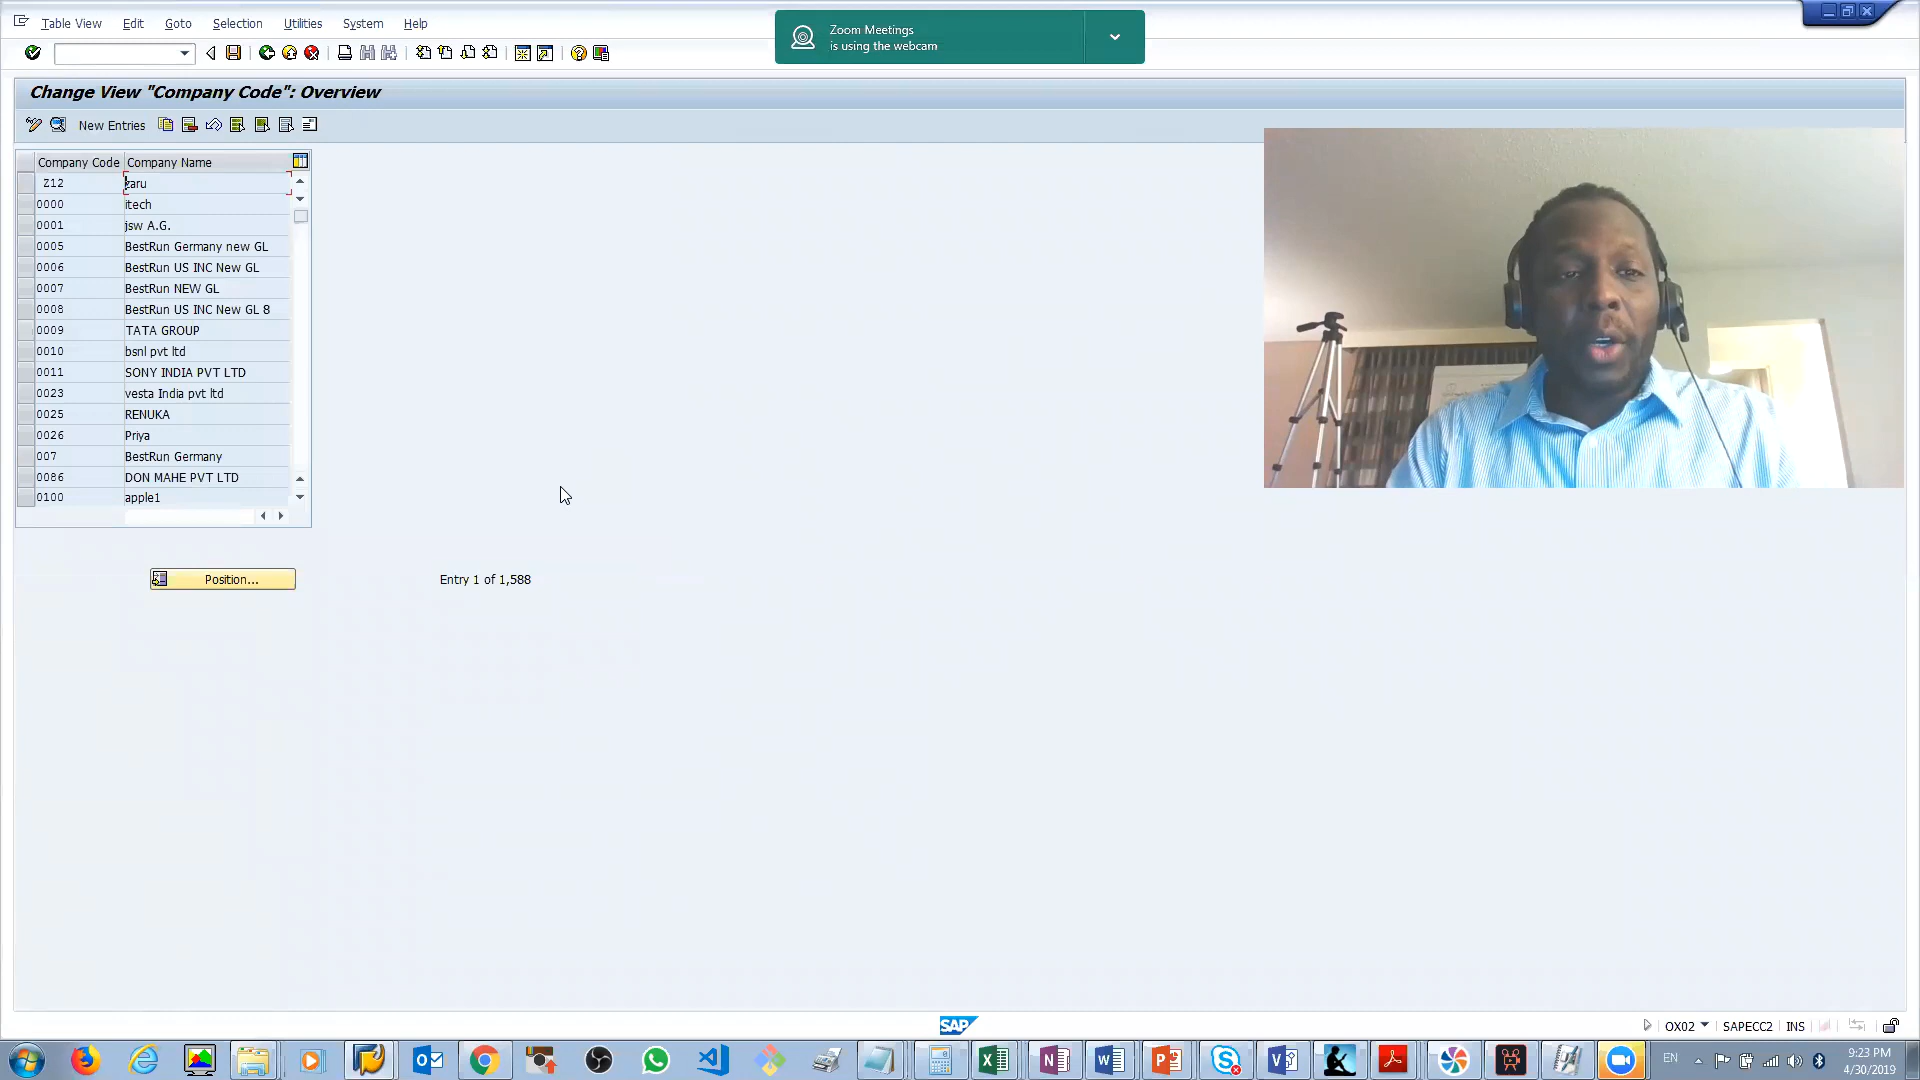 Table View Edit Goto Selection Utilities System Help
Zoom Meetings
is using the webcam
Change View "Company Code": Overview
New Entries
Company Code Company Name
Z12 zaru
0000 itech
0001 jsw A.G.
0005 BestRun Germany new GL
0006 BestRun US INC New GL
0007 BestRun NEW GL
0008 BestRun US INC New GL 8
0009 TATA GROUP
0010 bsnl pvt ltd
0011 SONY INDIA PVT LTD
0023 vesta India pvt ltd
0025 RENUKA
0026 Priya
007 BestRun Germany
0086 DON MAHE PVT LTD
0100 apple1
Position... Entry 1 of 1,588
SAP
OX02 SAPECC2 INS
EN 9:23 PM
4/30/2019